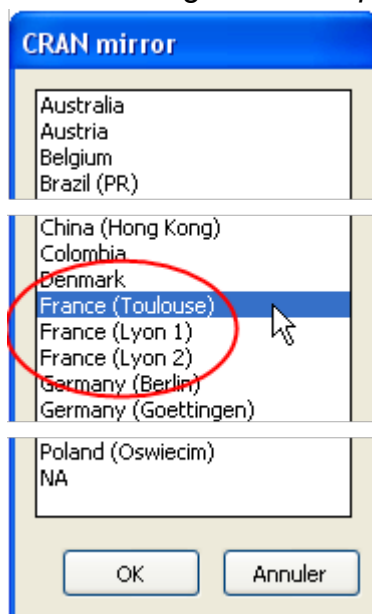 CRAN mirror
Australia
Austria
Belgium
Brazil (PR)
China (Hong Kong)
Colombia
Denmark
France (Toulouse)
France (Lyon 1)
France (Lyon 2)
Germany (Berlin)
Germany (Goettingen)
Poland (Oswiecim)
NA
OK
Annuler